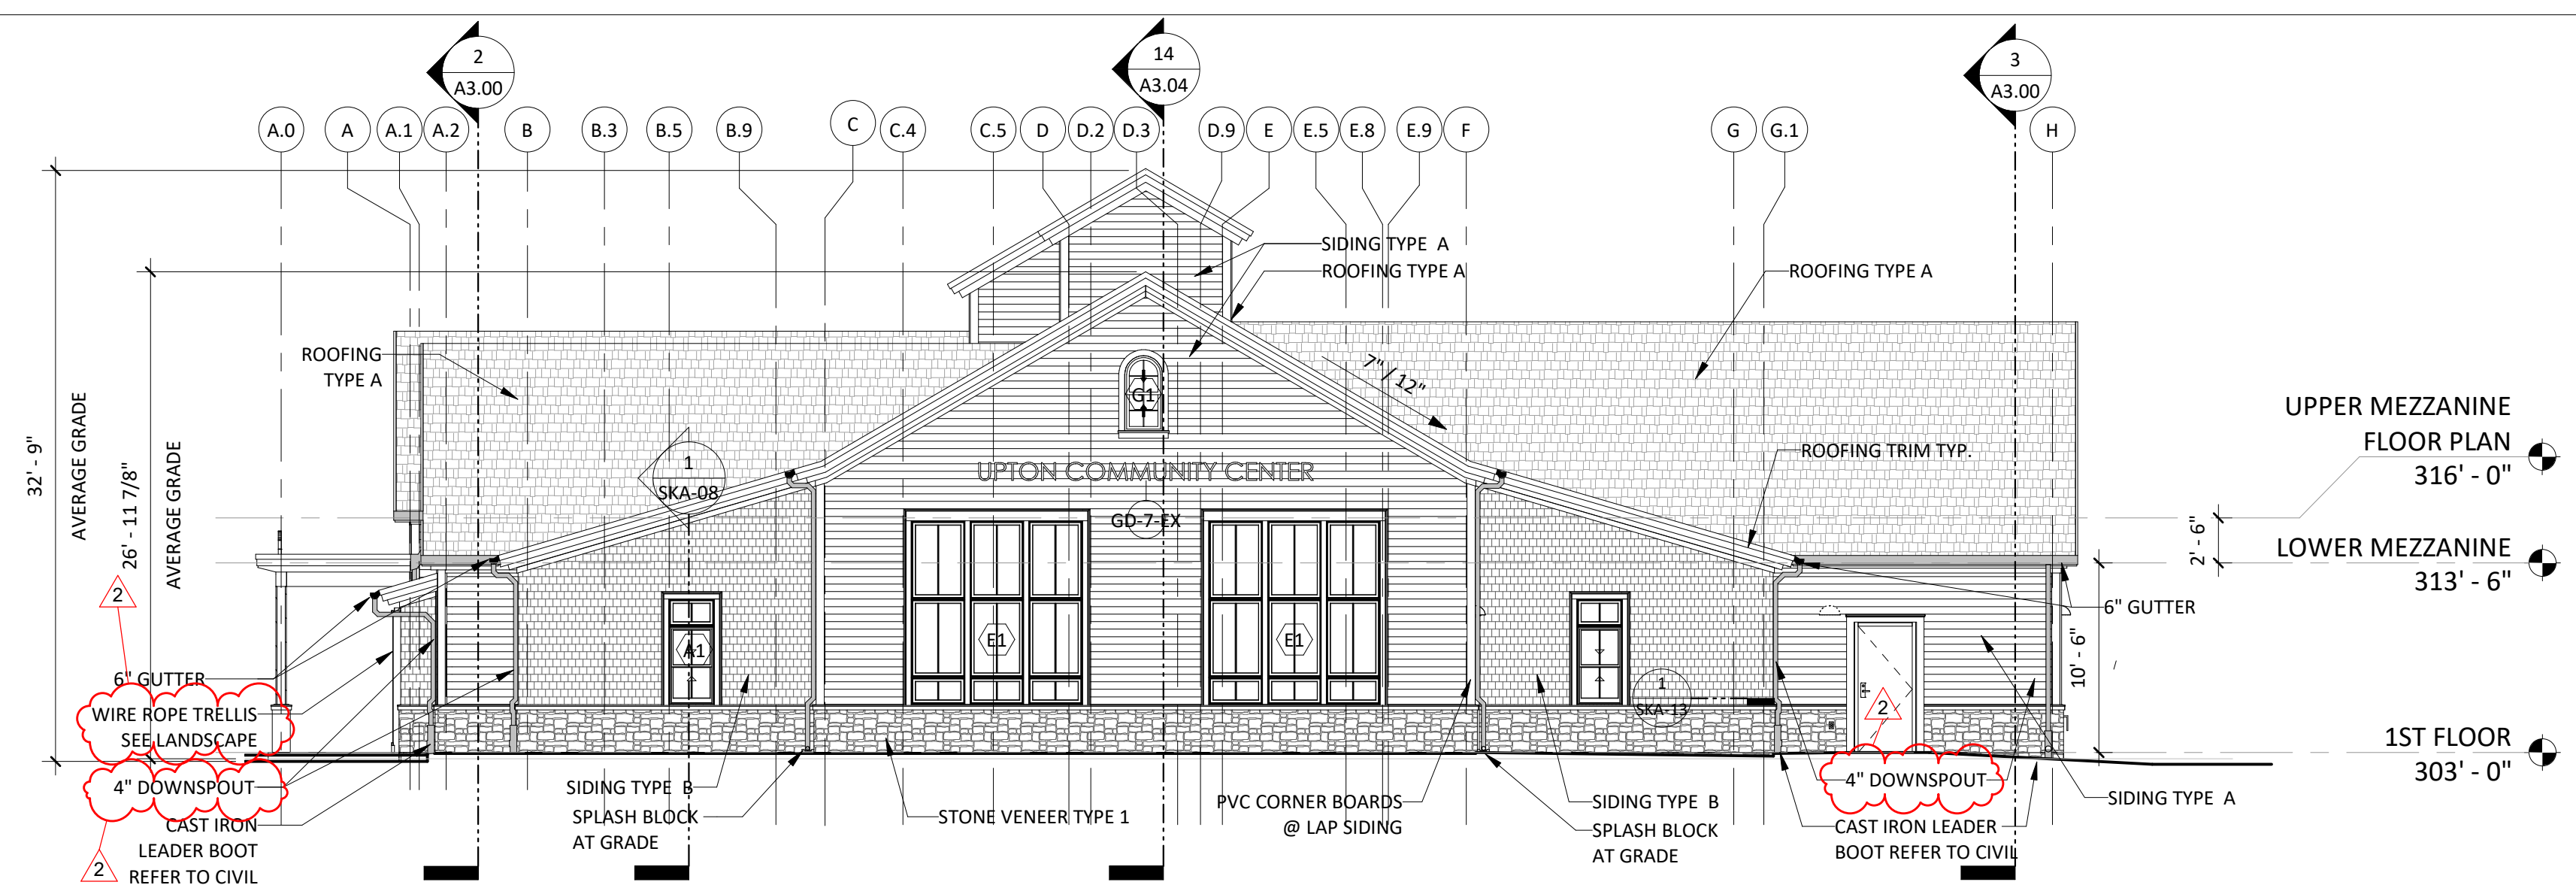 2
A3.00
14
A3.04
3
A3.00
A.0
A
A.1
A.2
B
B.3
B.5
B.9
C
C.4
C.5
D
D.2
D.3
D.9
E
E.5
E.8
E.9
F
G
G.1
H
SIDING TYPE A
ROOFING TYPE A
ROOFING TYPE A
ROOFING
TYPE A
7" / 12"
G1
32' - 9"
AVERAGE GRADE
26' - 11 7/8"
AVERAGE GRADE
UPTON COMMUNITY CENTER
ROOFING TRIM TYP.
1
SKA-08
GD-7-EX
UPPER MEZZANINE
FLOOR PLAN
316' - 0"
2' - 6"
LOWER MEZZANINE
313' - 6"
6" GUTTER
10' - 6"
2
A1
E1
E1
6" GUTTER
WIRE ROPE TRELLIS
SEE LANDSCAPE
1
SKA-13
2
1ST FLOOR
303' - 0"
4" DOWNSPOUT
CAST IRON
LEADER BOOT
REFER TO CIVIL
2
SIDING TYPE B
SPLASH BLOCK
AT GRADE
STONE VENEER TYPE 1
PVC CORNER BOARDS
@ LAP SIDING
SIDING TYPE B
SPLASH BLOCK
AT GRADE
4" DOWNSPOUT
CAST IRON LEADER
BOOT REFER TO CIVIL
SIDING TYPE A